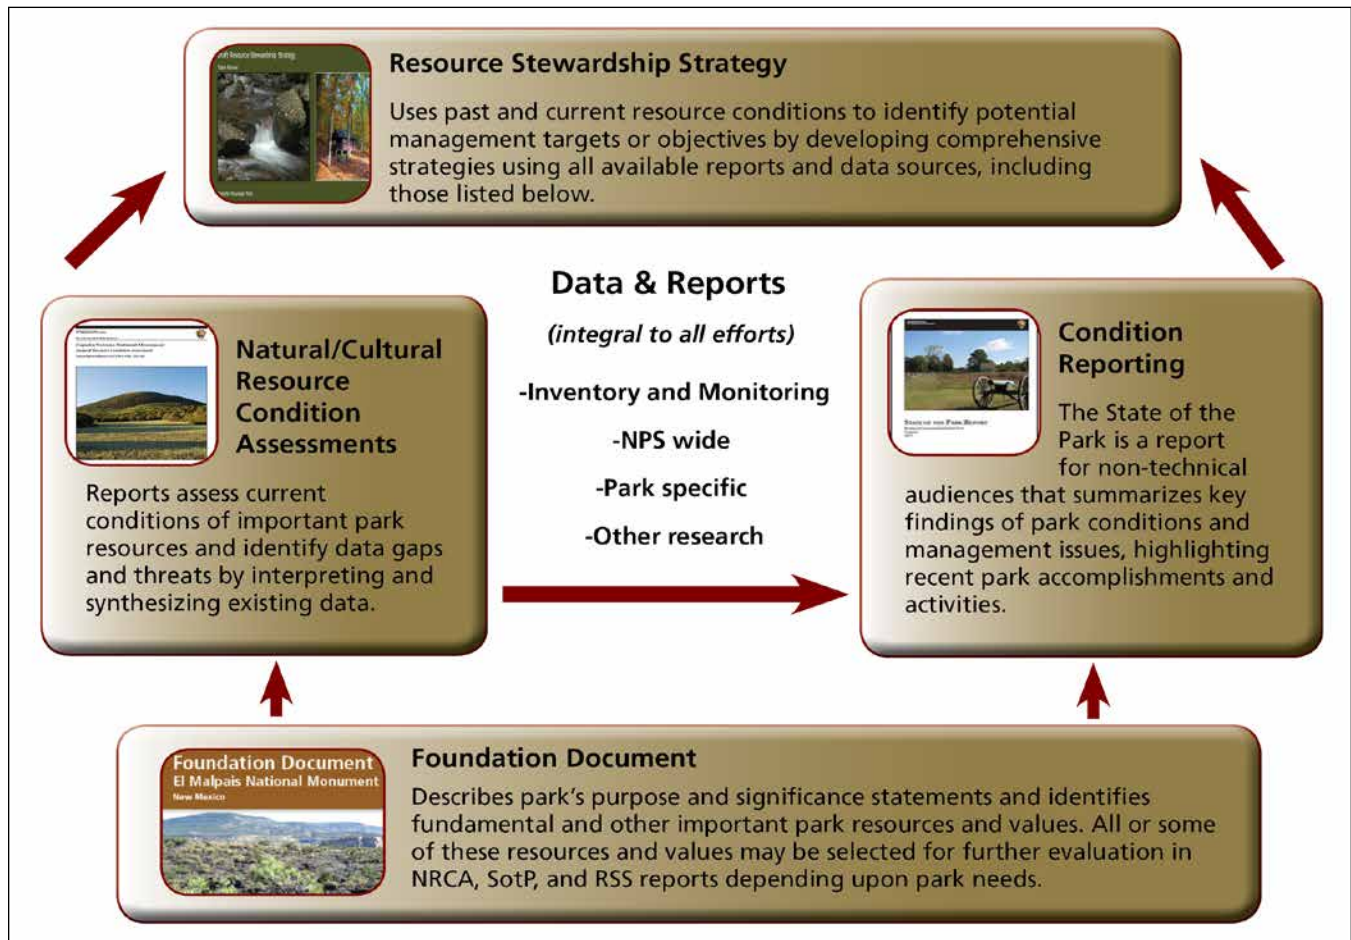 Resource Stewardship Strategy
Uses past and current resource conditions to identify potential
management targets or objectives by developing comprehensive
strategies using all available reports and data sources, including
those listed below.
Data & Reports
(integral to all efforts)
-Inventory and Monitoring
-NPS wide
-Park specific
-Other research
Natural/Cultural
Resource
Condition
Assessments
Reports assess current
conditions of important park
resources and identify data gaps
and threats by interpreting and
synthesizing existing data.
Condition
Reporting
The State of the
Park is a report
for non-technical
audiences that summarizes key
findings of park conditions and
management issues, highlighting
recent park accomplishments and
activities.
STATE OF THE PARK REPORT
Foundation Document
El Malpais National Monument
New Mexico
Foundation Document
Describes park's purpose and significance statements and identifies
fundamental and other important park resources and values. All or some
of these resources and values may be selected for further evaluation in
NRCA, SotP, and RSS reports depending upon park needs.